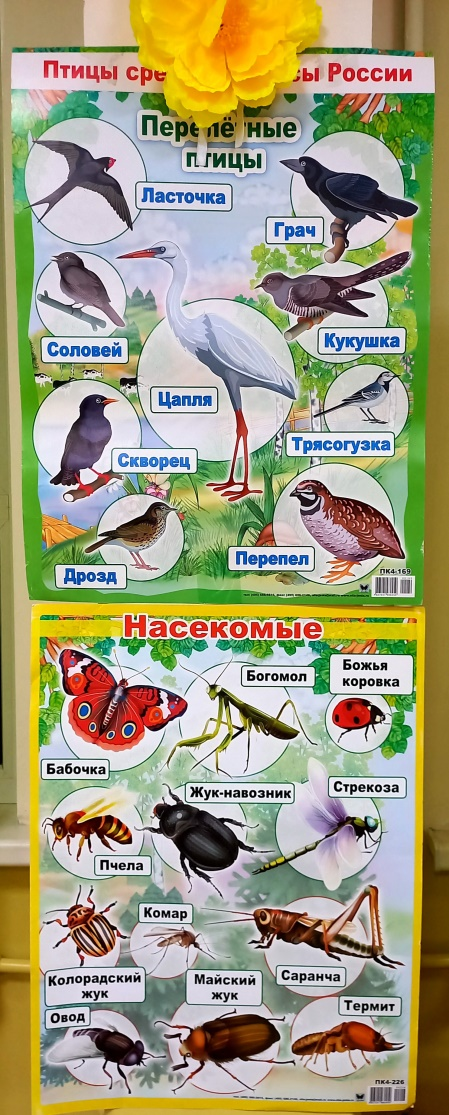 Птицы сре сы России
Перелётные
птицы
Ласточка
Грач
Соловей
Кукушка
Цапля
Трясогузка
Скворец
Перепел
Дрозд
ПК4-169
Насекомые
Богомол
Божья
коровка
Бабочка
Жук-навозник
Стрекоза
Пчела
Комар
Колорадский
жук
Майский
жук
Саранча
Овод
Термит
ПК4-226